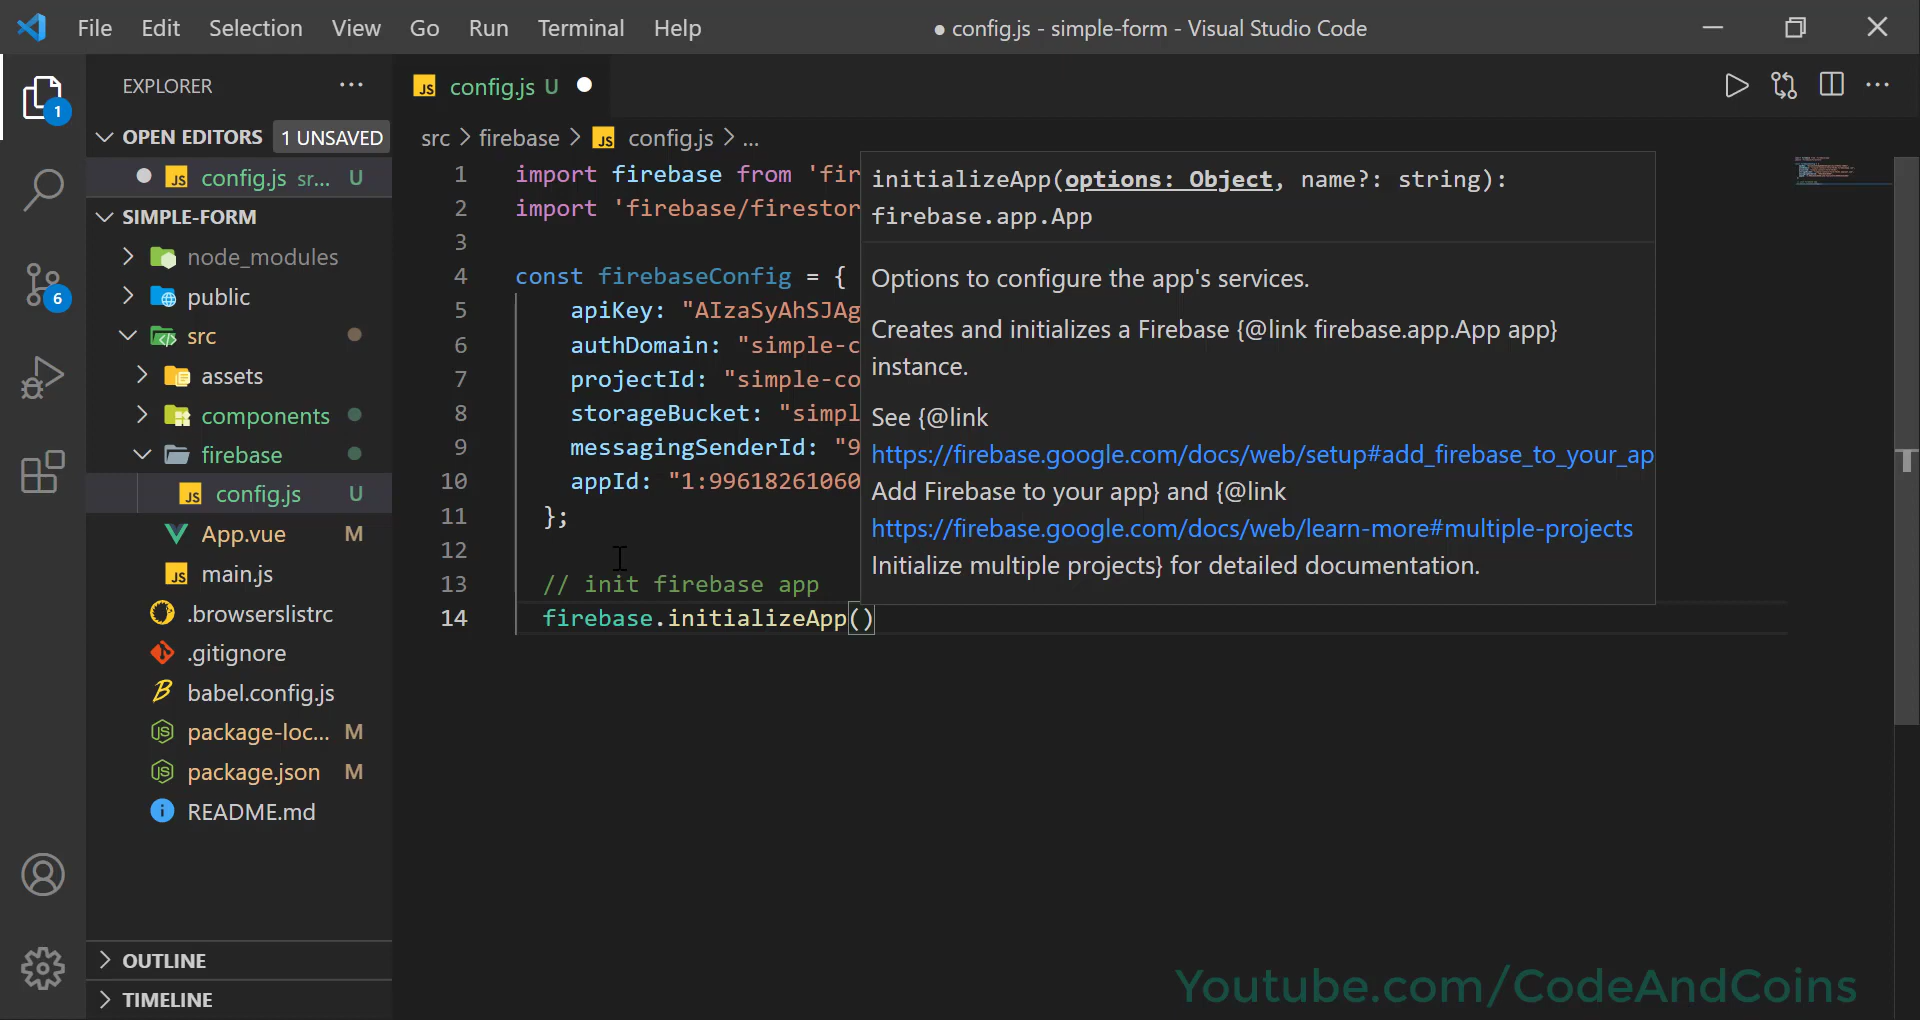 File Edit Selection View Go Run Terminal Help
● config.js - simple-form - Visual Studio Code
EXPLORER
···
JS config.js U
···
1
OPEN EDITORS 1 UNSAVED
JS config.js sr... U
src > firebase > JS config.js > ...
SIMPLE-FORM
node_modules
public
6
src
assets
components
firebase
JS config.js U
App.vue M
JS main.js
.browserslistrc
.gitignore
babel.config.js
package-loc... M
package.json M
README.md
OUTLINE
TIMELINE
1 import firebase from 'fir
2 import 'firebase/firestor
3
4 const firebaseConfig = {
5 apiKey: "AIzaSyAhSJAg
6 authDomain: "simple-c
7 projectId: "simple-co
8 storageBucket: "simpl
9 messagingSenderId: "9
10 appId: "1:99618261060
11 };
12
13 // init firebase app
14 firebase.initializeApp()
initializeApp(options: Object, name?: string):
firebase.app.App
Options to configure the app's services.
Creates and initializes a Firebase {@link firebase.app.App app}
instance.
See {@link
https://firebase.google.com/docs/web/setup#add_firebase_to_your_ap
Add Firebase to your app} and {@link
https://firebase.google.com/docs/web/learn-more#multiple-projects
Initialize multiple projects} for detailed documentation.
Youtube.com/CodeAndCoins